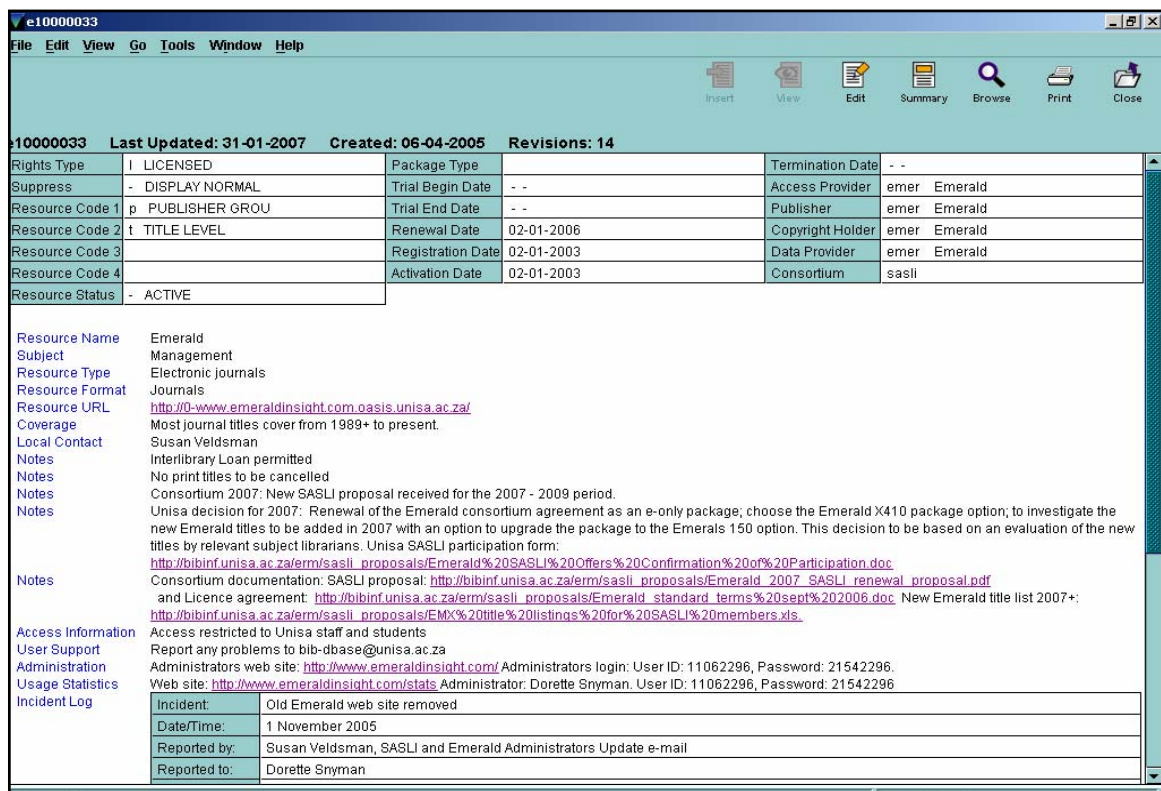 e10000033
File Edit View Go Tools Window Help
Insert View Edit Summary Browse Print Close
e10000033 Last Updated: 31-01-2007 Created: 06-04-2005 Revisions: 14
Rights Type l LICENSED Package Type Termination Date - -
Suppress - DISPLAY NORMAL Trial Begin Date - - Access Provider emer Emerald
Resource Code 1 p PUBLISHER GROU Trial End Date - - Publisher emer Emerald
Resource Code 2 t TITLE LEVEL Renewal Date 02-01-2006 Copyright Holder emer Emerald
Resource Code 3 Registration Date 02-01-2003 Data Provider emer Emerald
Resource Code 4 Activation Date 02-01-2003 Consortium sasli
Resource Status - ACTIVE
Resource Name Emerald
Subject Management
Resource Type Electronic journals
Resource Format Journals
Resource URL http://0-www.emeraldinsight.com.oasis.unisa.ac.za/
Coverage Most journal titles cover from 1989+ to present.
Local Contact Susan Veldsman
Notes Interlibrary Loan permitted
Notes No print titles to be cancelled
Notes Consortium 2007: New SASLI proposal received for the 2007 - 2009 period.
Notes Unisa decision for 2007: Renewal of the Emerald consortium agreement as an e-only package; choose the Emerald X410 package option; to investigate the
new Emerald titles to be added in 2007 with an option to upgrade the package to the Emerals 150 option. This decision to be based on an evaluation of the new
titles by relevant subject librarians. Unisa SASLI participation form:
http://bibinf.unisa.ac.za/erm/sasli_proposals/Emerald%20SASLI%20Offers%20Confirmation%20of%20Participation.doc
Notes Consortium documentation: SASLI proposal: http://bibinf.unisa.ac.za/erm/sasli_proposals/Emerald_2007_SASLI_renewal_proposal.pdf
and Licence agreement: http://bibinf.unisa.ac.za/erm/sasli_proposals/Emerald_standard_terms%20sept%202006.doc New Emerald title list 2007+:
http://bibinf.unisa.ac.za/erm/sasli_proposals/EMX%20title%20listings%20for%20SASLI%20members.xls.
Access Information Access restricted to Unisa staff and students
User Support Report any problems to bib-dbase@unisa.ac.za
Administration Administrators web site: http://www.emeraldinsight.com/ Administrators login: User ID: 11062296, Password: 21542296.
Usage Statistics Web site: http://www.emeraldinsight.com/stats Administrator: Dorette Snyman. User ID: 11062296, Password: 21542296
Incident Log Incident: Old Emerald web site removed
Date/Time: 1 November 2005
Reported by: Susan Veldsman, SASLI and Emerald Administrators Update e-mail
Reported to: Dorette Snyman